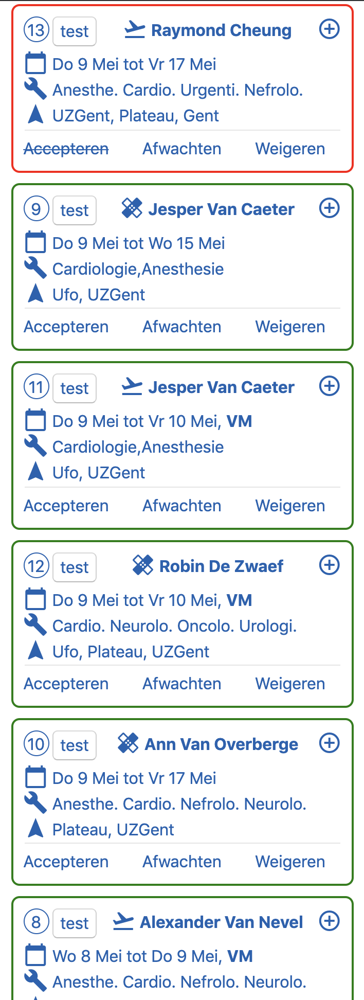 13 test Raymond Cheung
Do 9 Mei tot Vr 17 Mei
Anesthe. Cardio. Urgenti. Nefrolo.
UZGent, Plateau, Gent
Accepteren Afwachten Weigeren
9 test Jesper Van Caeter
Do 9 Mei tot Wo 15 Mei
Cardiologie,Anesthesie
Ufo, UZGent
Accepteren Afwachten Weigeren
11 test Jesper Van Caeter
Do 9 Mei tot Vr 10 Mei, VM
Cardiologie,Anesthesie
Ufo, UZGent
Accepteren Afwachten Weigeren
12 test Robin De Zwaef
Do 9 Mei tot Vr 10 Mei, VM
Cardio. Neurolo. Oncolo. Urologi.
Ufo, Plateau, UZGent
Accepteren Afwachten Weigeren
10 test Ann Van Overberge
Do 9 Mei tot Vr 17 Mei
Anesthe. Cardio. Nefrolo. Neurolo.
Plateau, UZGent
Accepteren Afwachten Weigeren
8 test Alexander Van Nevel
Wo 8 Mei tot Do 9 Mei, VM
Anesthe. Cardio. Nefrolo. Neurolo.